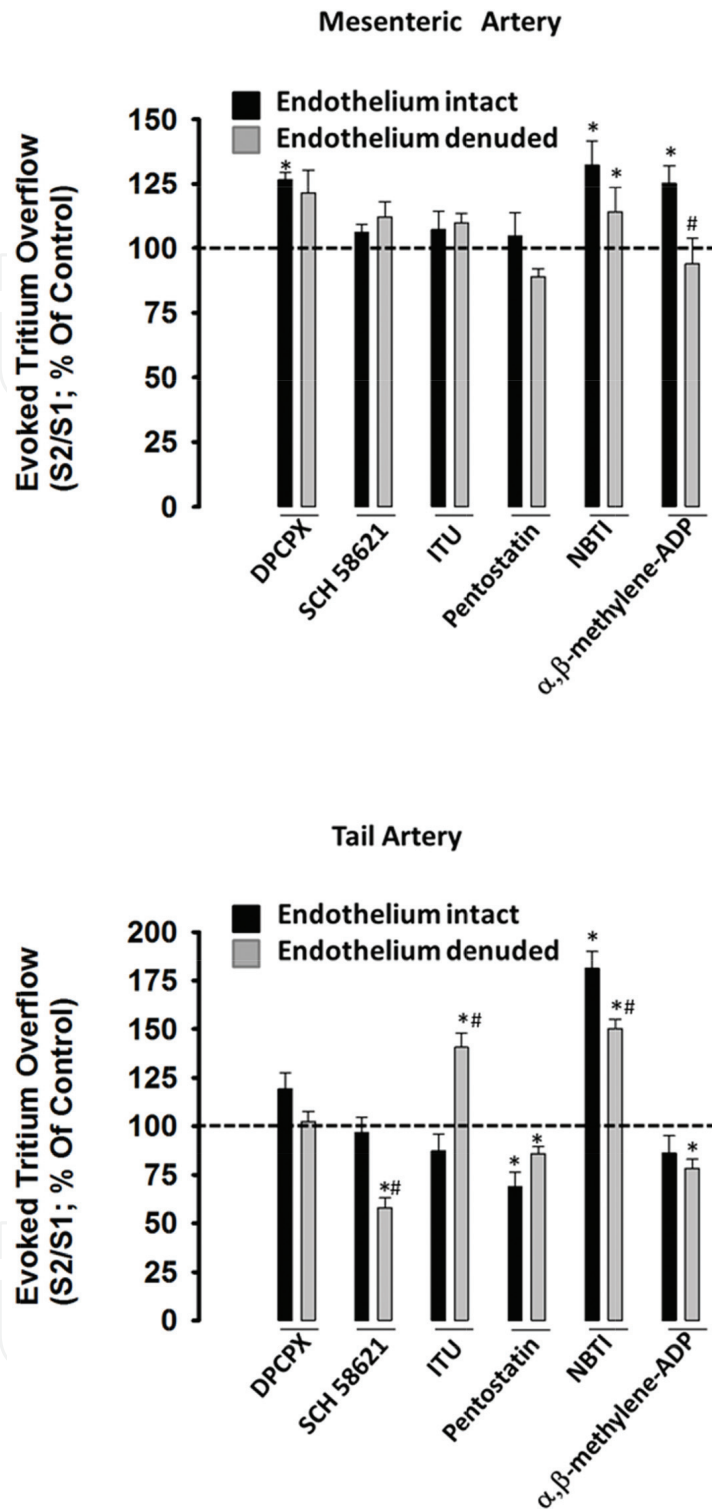 Mesenteric Artery
Endothelium intact
Endothelium denuded
Evoked Tritium Overflow
(S2/S1; % Of Control)
150
125
100
75
50
25
0
*
*
*
*
#
DPCPX
SCH 58621
ITU
Pentostatin
NBTI
α,β-methylene-ADP
Tail Artery
Endothelium intact
Endothelium denuded
Evoked Tritium Overflow
(S2/S1; % Of Control)
200
175
150
125
100
75
50
25
0
*#
*#
*
*
*
*#
*
DPCPX
SCH 58621
ITU
Pentostatin
NBTI
α,β-methylene-ADP